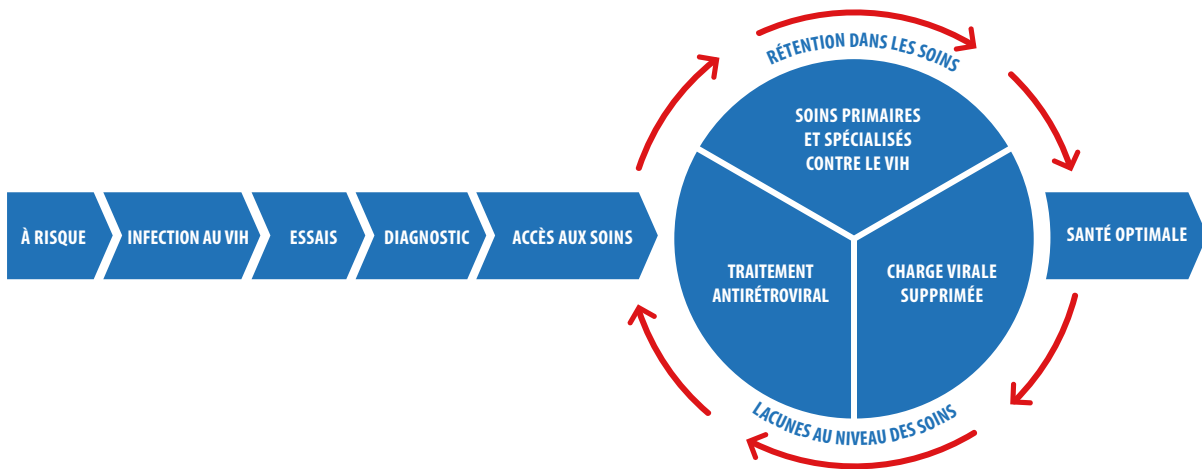 RÉTENTION DANS LES SOINS
SOINS PRIMAIRES
ET SPÉCIALISÉS
CONTRE LE VIH
À RISQUE
INFECTION AU VIH
ESSAIS
DIAGNOSTIC
ACCÈS AUX SOINS
TRAITEMENT
ANTIRÉTROVIRAL
CHARGE VIRALE
SUPPRIMÉE
SANTÉ OPTIMALE
LACUNES AU NIVEAU DES SOINS